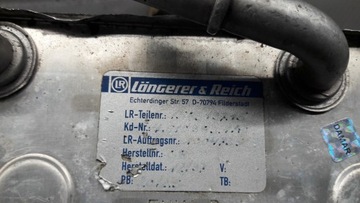 LR Längerer & Reich
Echterdinger Str. 57 D-70794 Filderstadt
LR-Teilenr.:
Kd-Nr.:
LR-Auftragsnr.:
Herstellnr.:
Herstelldat.: V:
PB: TB: